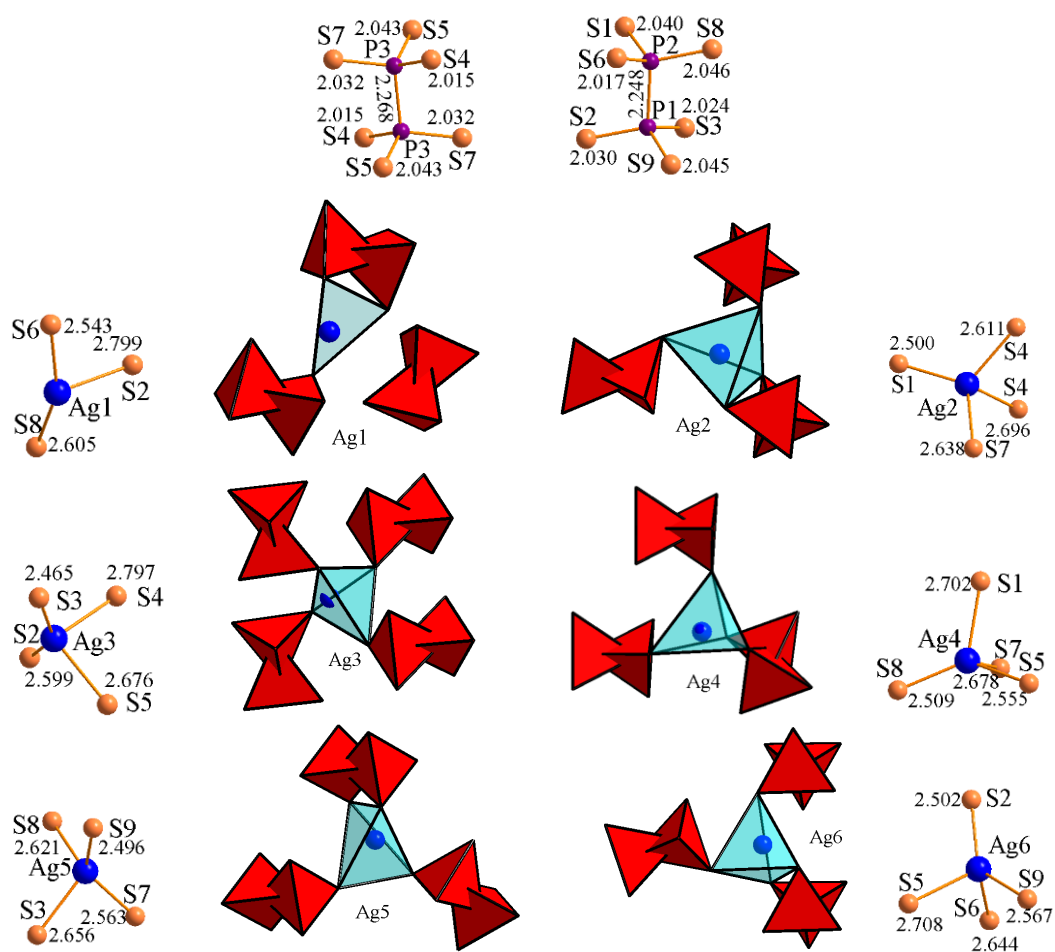 2.043 S5
S7 P3 S4
2.032 2.015
2.268
2.015 2.032
S4 P3 S7
S5 2.043
S1 2.040 S8
S6 P2
2.017 2.046
2.248
S2 P1 2.024
S3
2.030 S9 2.045
S6 2.543
2.799
S2
Ag1
S8
2.605
Ag1
Ag2
2.611
2.500 S4
S1 S4
Ag2
2.696
2.638 S7
2.465 2.797
S3 S4
S2 Ag3
2.599 2.676
S5
Ag3
Ag4
2.702 S1
Ag4
S7 S5
S8 2.678
2.509 2.555
S8 S9
2.621 2.496
Ag5
S7
S3 2.563
2.656
Ag5
Ag6
2.502 S2
Ag6
S5 S9
S6 2.567
2.708
2.644